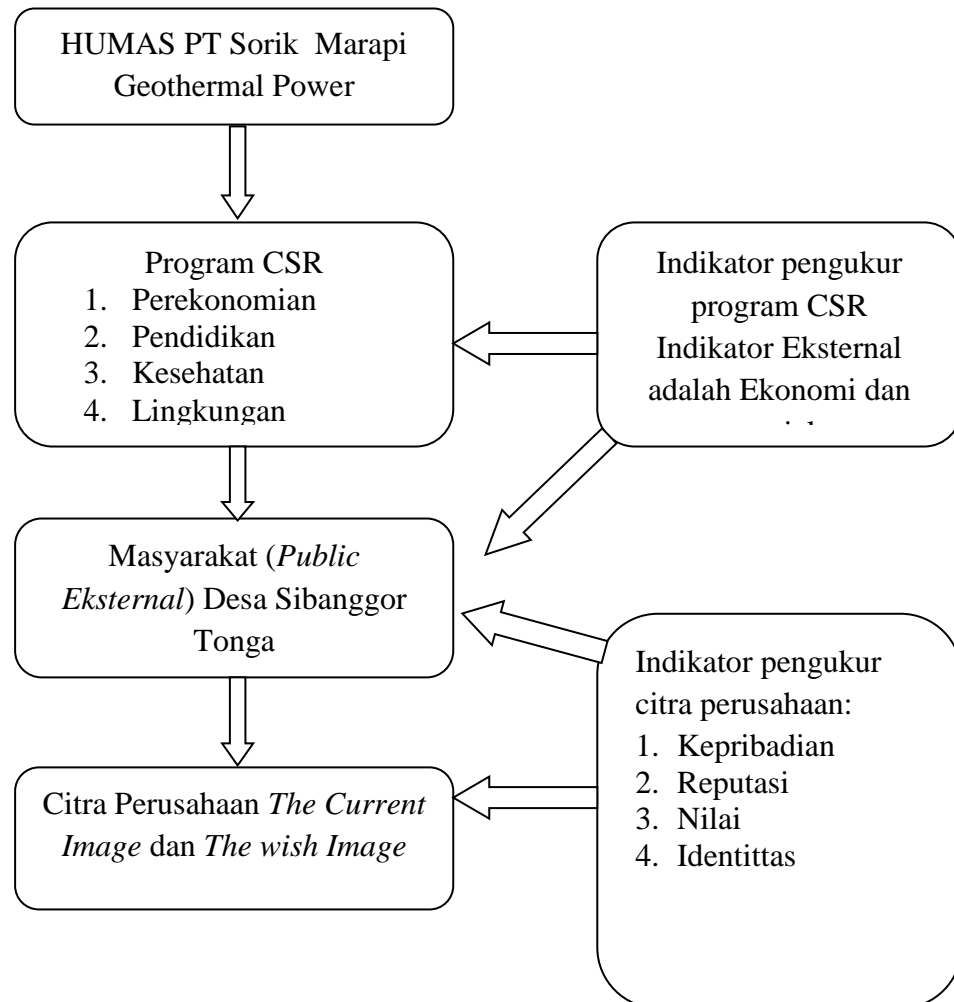 HUMAS PT Sorik Marapi
Geothermal Power
Program CSR
1. Perekonomian
2. Pendidikan
3. Kesehatan
4. Lingkungan
Indikator pengukur
program CSR
Indikator Eksternal
adalah Ekonomi dan
Masyarakat (Public
Eksternal) Desa Sibanggor
Tonga
Indikator pengukur
citra perusahaan:
1. Kepribadian
2. Reputasi
3. Nilai
4. Identittas
Citra Perusahaan The Current
Image dan The wish Image